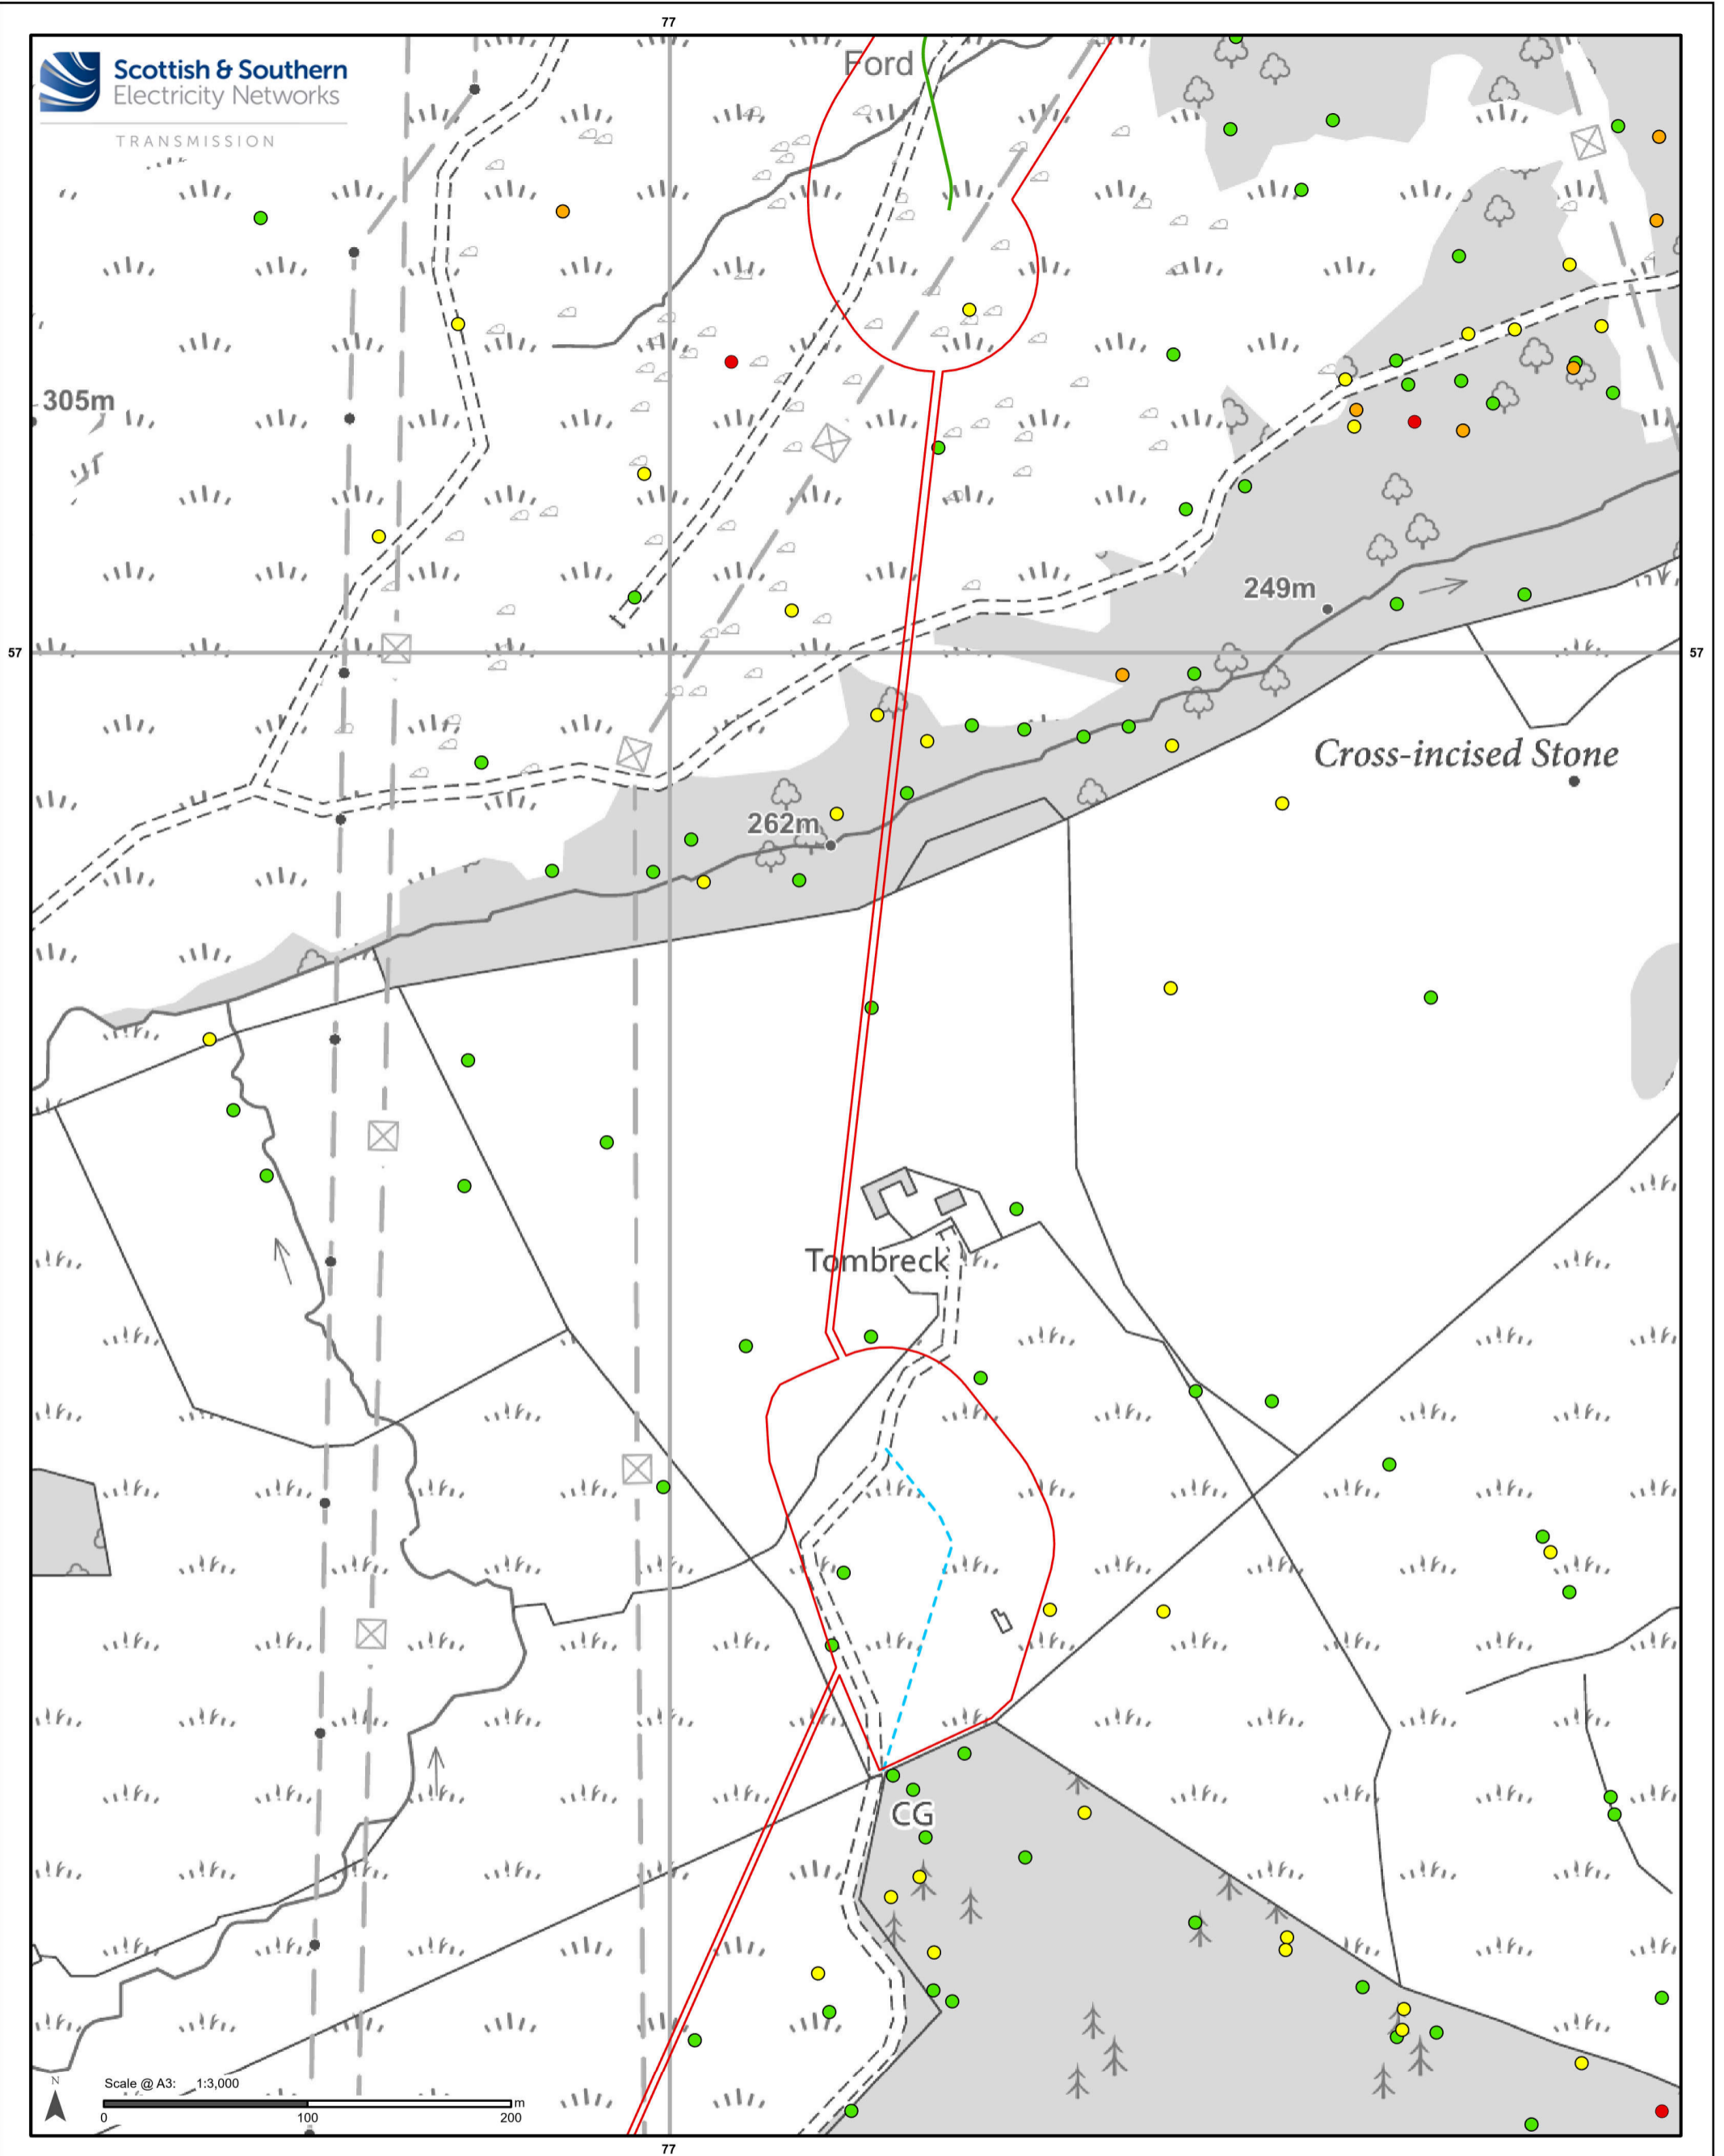 77
Scottish & Southern
Electricity Networks
TRANSMISSION
Ford
305m
249m
57
57
Cross-incised Stone
262m
Tombreck
CG
N
Scale @ A3: 1:3,000
m
0 100 200
77